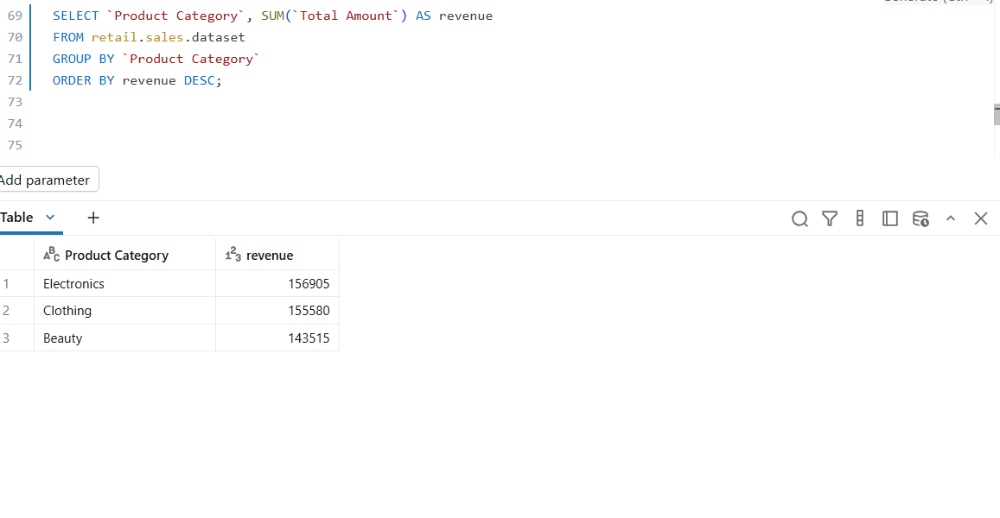 69 SELECT `Product Category`, SUM(`Total Amount`) AS revenue
70 FROM retail.sales.dataset
71 GROUP BY `Product Category`
72 ORDER BY revenue DESC;
73
74
75
Add parameter
Table
Product Category revenue
1 Electronics 156905
2 Clothing 155580
3 Beauty 143515